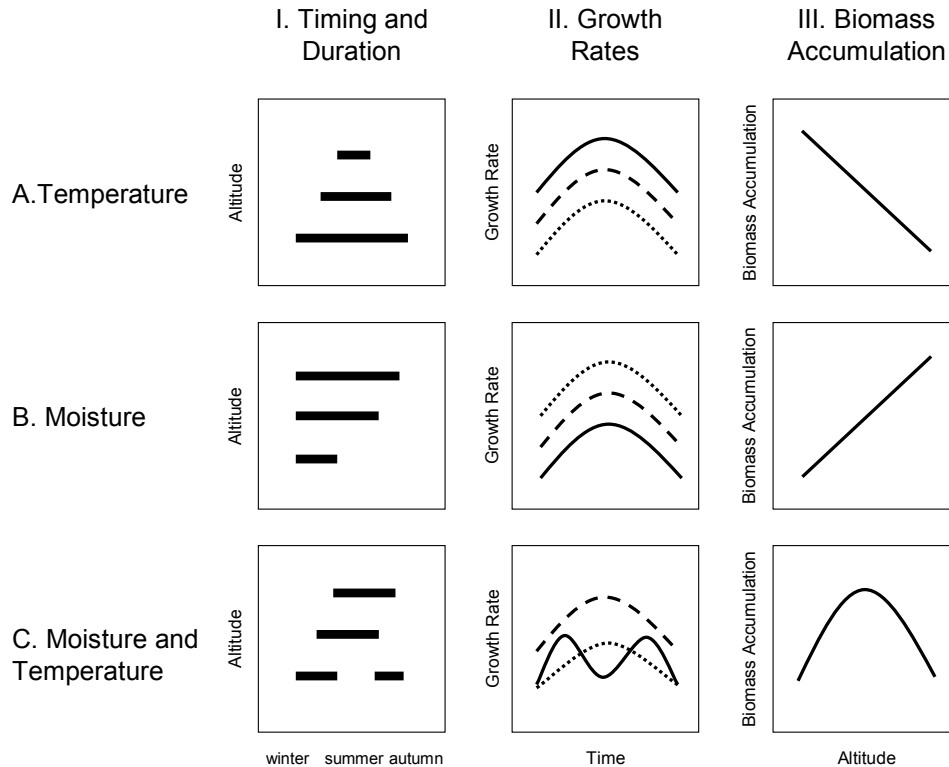 I. Timing and
Duration
II. Growth
Rates
III. Biomass
Accumulation
A.Temperature
Altitude
Growth Rate
Biomass Accumulation
B. Moisture
Altitude
Growth Rate
Biomass Accumulation
C. Moisture and
Temperature
Altitude
Growth Rate
Biomass Accumulation
winter summer autumn
Time
Altitude